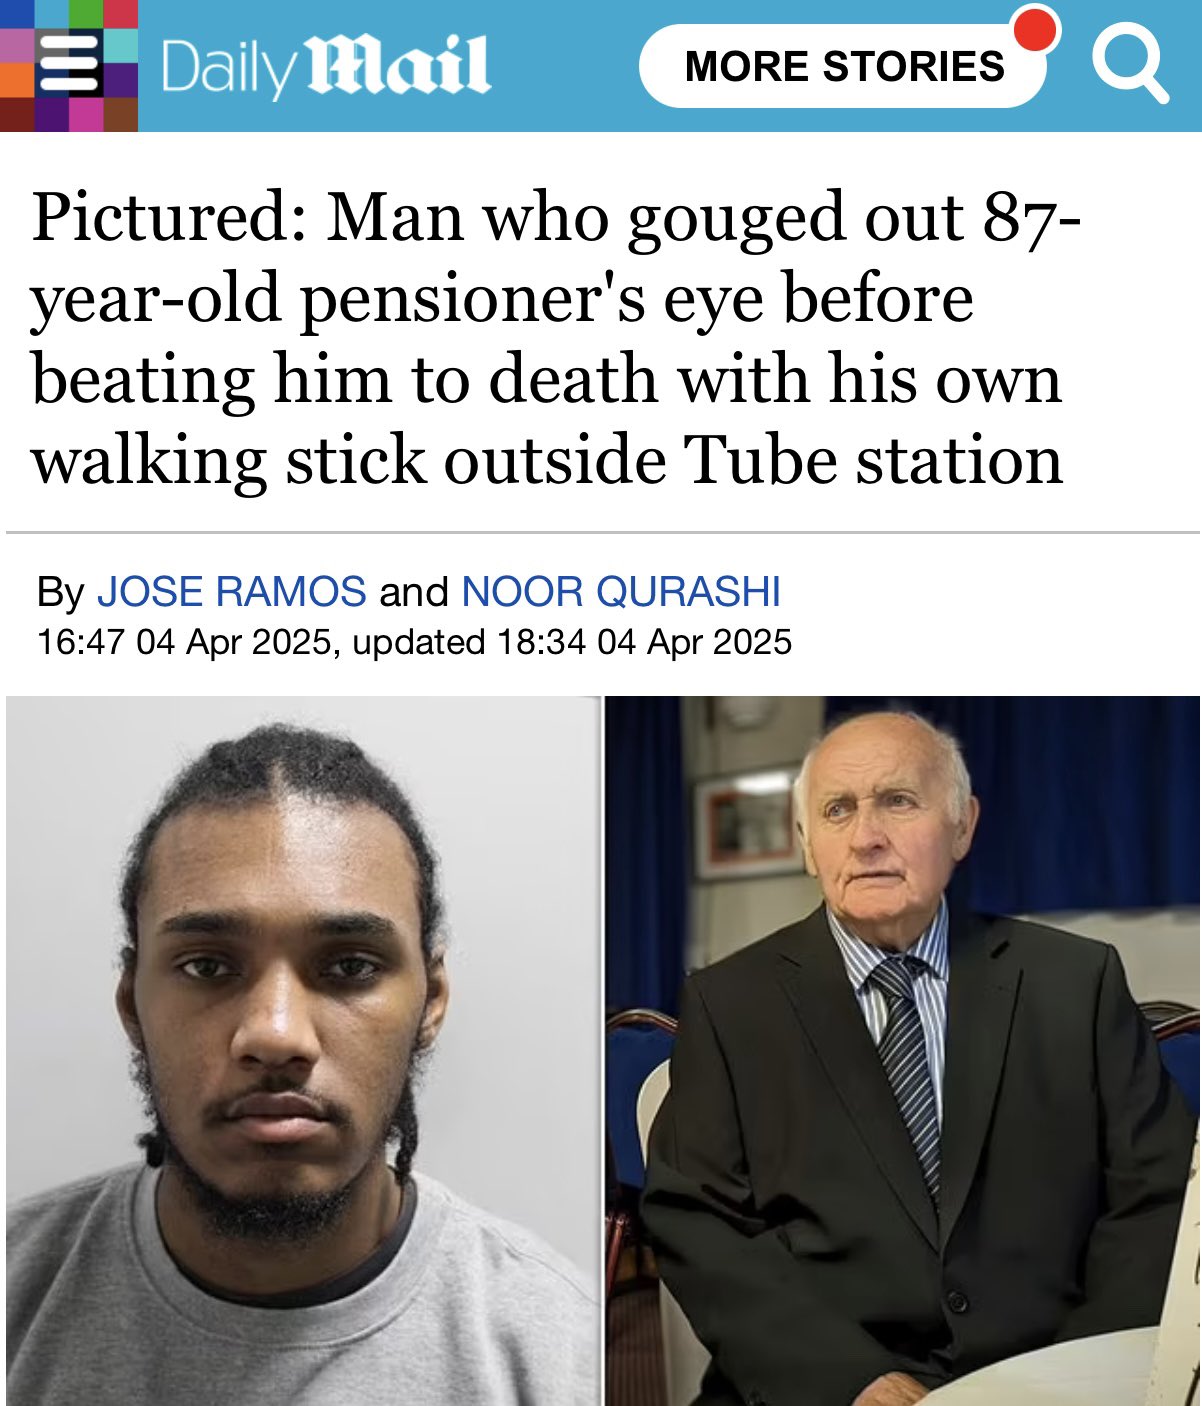 Daily Mail
MORE STORIES
Pictured: Man who gouged out 87-
year-old pensioner's eye before
beating him to death with his own
walking stick outside Tube station
By JOSE RAMOS and NOOR QURASHI
16:47 04 Apr 2025, updated 18:34 04 Apr 2025